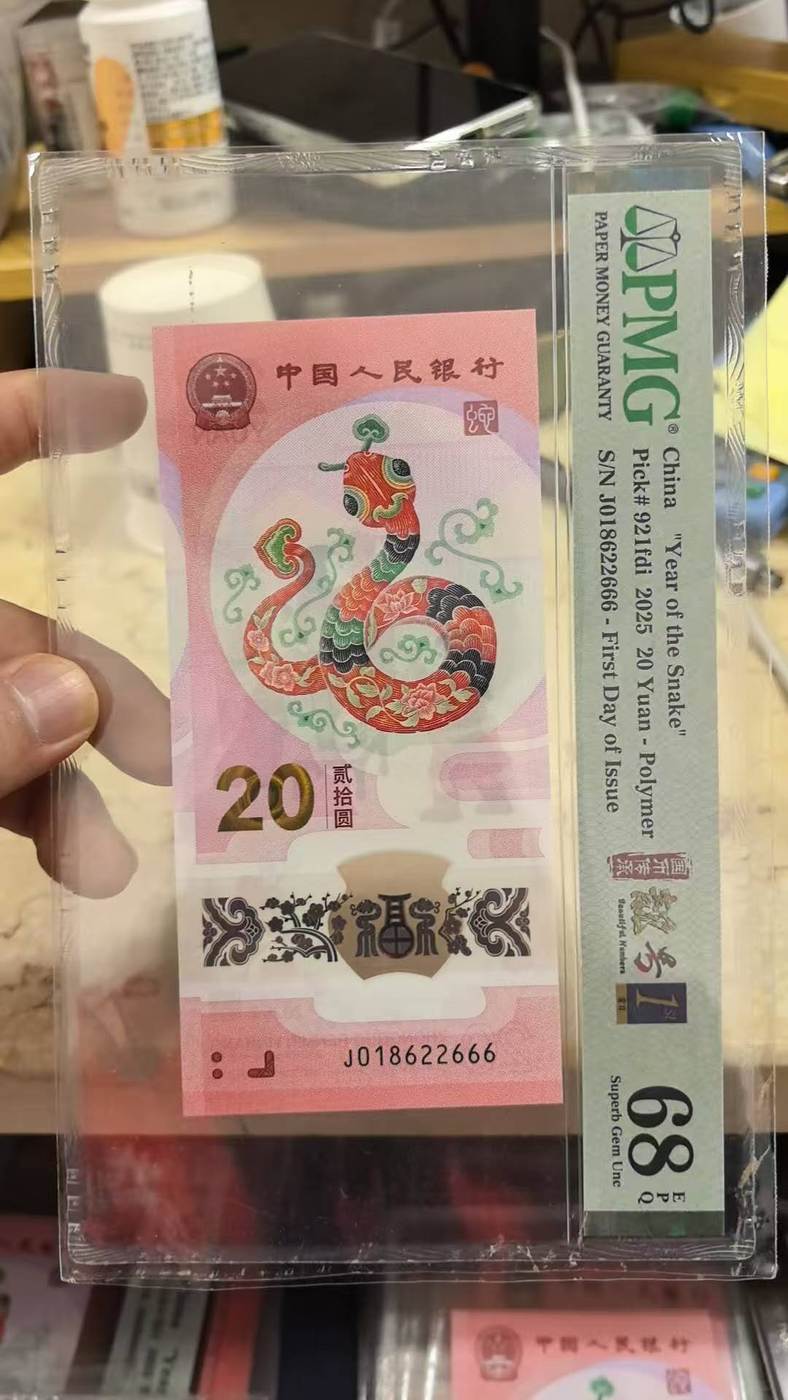 中国人民银行
蛇
20
贰拾圆
福
J018622666
PMG®
PAPER MONEY GUARANTY
China "Year of the Snake"
Pick# 921fdi 2025 20 Yuan - Polymer
S/N J018622666 - First Day of Issue
Beautiful Numbers
1ST
68 EPQ
Superb Gem Unc
中国人民银行